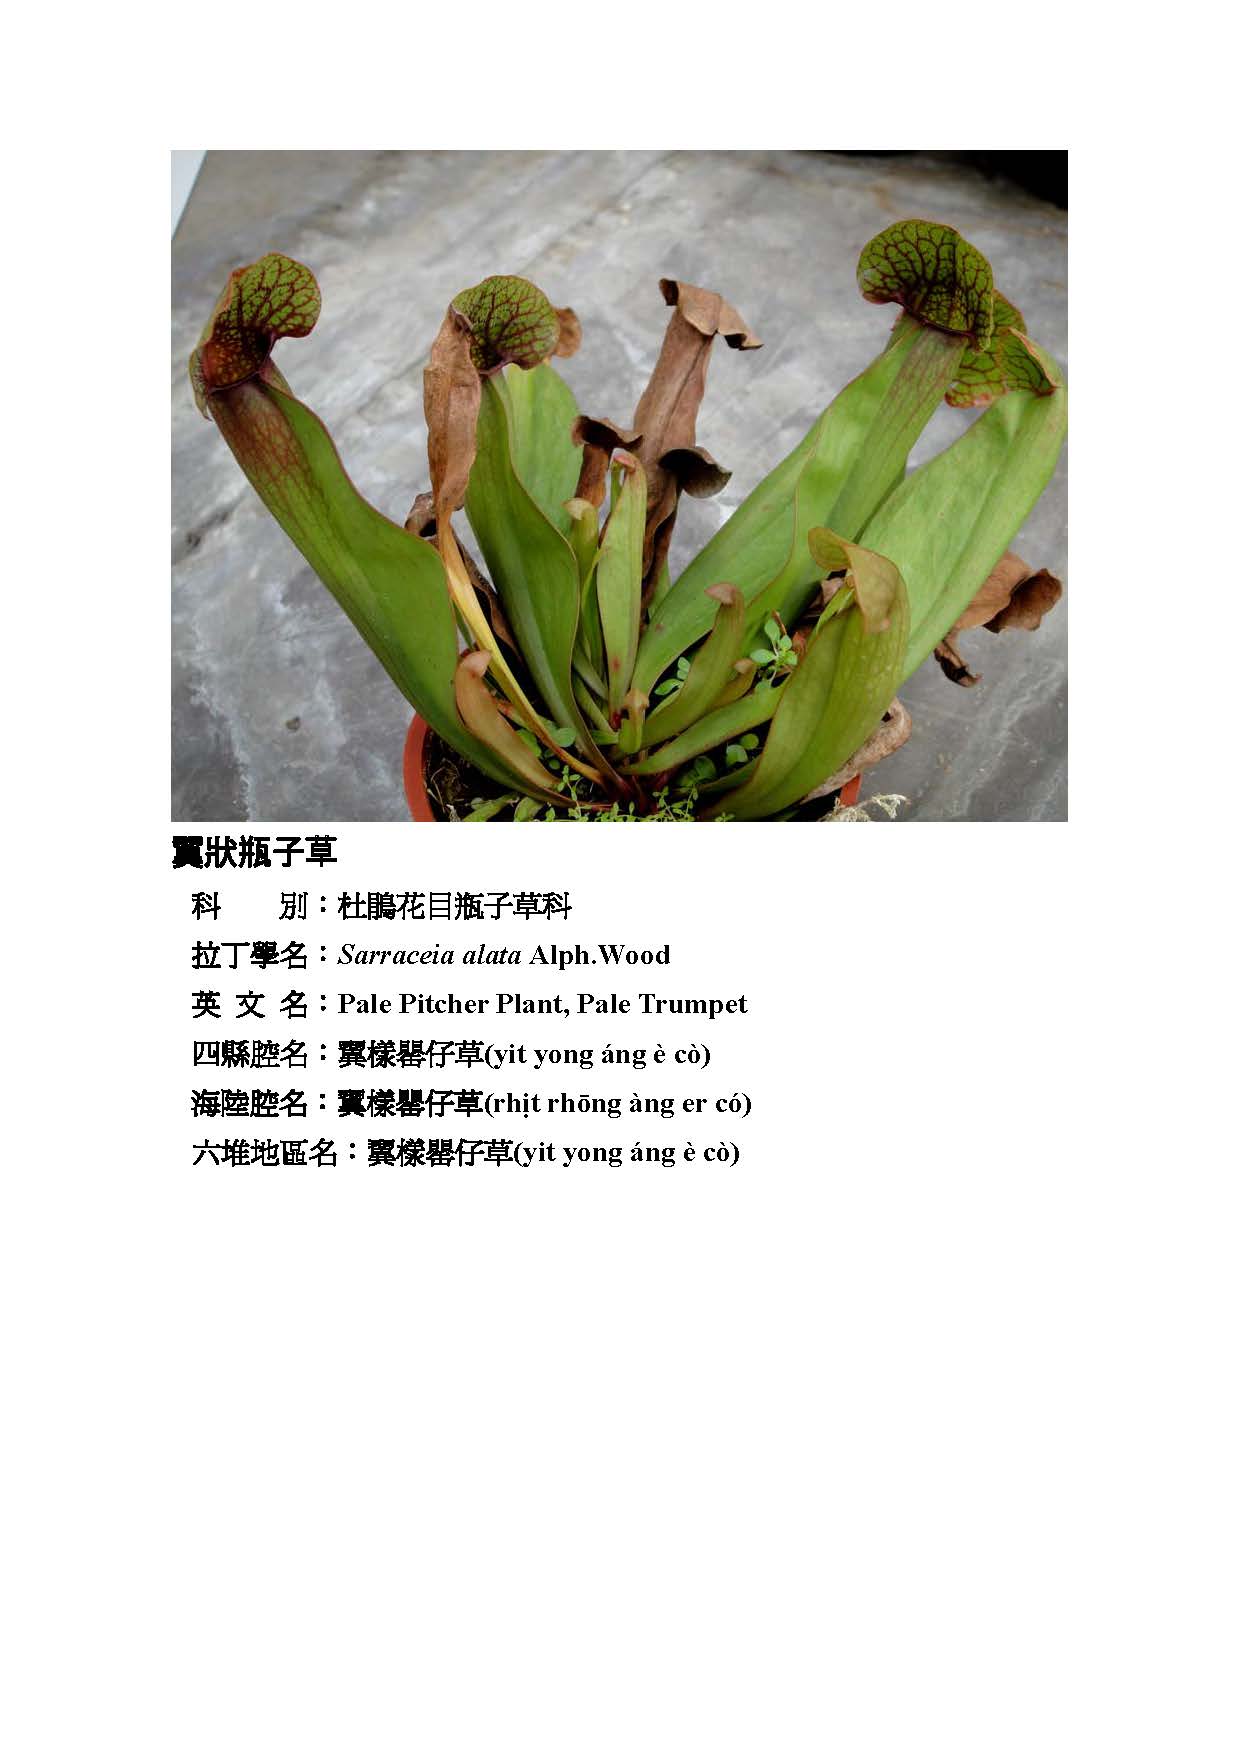 翼狀瓶子草
科　　別：杜鵑花目瓶子草科
拉丁學名：Sarraceia alata Alph.Wood
英 文 名：Pale Pitcher Plant, Pale Trumpet
四縣腔名：翼樣罌仔草(yit yong áng è cò)
海陸腔名：翼樣罌仔草(rhịt rhōng àng er có)
六堆地區名：翼樣罌仔草(yit yong áng è cò)